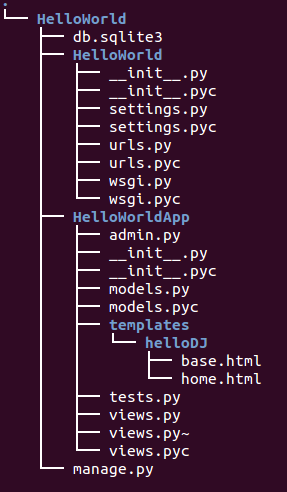 .
HelloWorld
db.sqlite3
HelloWorld
__init__.py
__init__.pyc
settings.py
settings.pyc
urls.py
urls.pyc
wsgi.py
wsgi.pyc
HelloWorldApp
admin.py
__init__.py
__init__.pyc
models.py
models.pyc
templates
helloDJ
base.html
home.html
tests.py
views.py
views.py~
views.pyc
manage.py